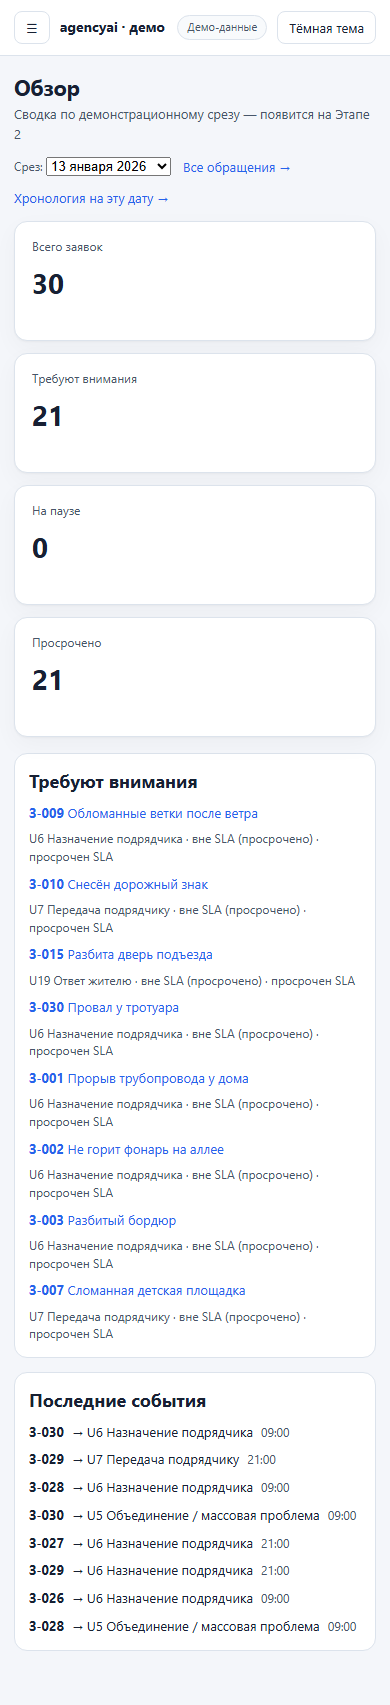 ☰ agencyai · демо Демо-данные Тёмная тема
Обзор
Сводка по демонстрационному срезу — появится на Этапе
2
Срез: 13 января 2026 Все обращения →
Хронология на эту дату →
Всего заявок
30
Требуют внимания
21
На паузе
0
Просрочено
21
Требуют внимания
З-009 Обломанные ветки после ветра
U6 Назначение подрядчика · вне SLA (просрочено) ·
просрочен SLA
З-010 Снесён дорожный знак
U7 Передача подрядчику · вне SLA (просрочено) ·
просрочен SLA
З-015 Разбита дверь подъезда
U19 Ответ жителю · вне SLA (просрочено) · просрочен SLA
З-030 Провал у тротуара
U6 Назначение подрядчика · вне SLA (просрочено) ·
просрочен SLA
З-001 Прорыв трубопровода у дома
U6 Назначение подрядчика · вне SLA (просрочено) ·
просрочен SLA
З-002 Не горит фонарь на аллее
U6 Назначение подрядчика · вне SLA (просрочено) ·
просрочен SLA
З-003 Разбитый бордюр
U6 Назначение подрядчика · вне SLA (просрочено) ·
просрочен SLA
З-007 Сломанная детская площадка
U7 Передача подрядчику · вне SLA (просрочено) ·
просрочен SLA
Последние события
З-030 → U6 Назначение подрядчика 09:00
З-029 → U7 Передача подрядчику 21:00
З-028 → U6 Назначение подрядчика 09:00
З-030 → U5 Объединение / массовая проблема 09:00
З-027 → U6 Назначение подрядчика 21:00
З-029 → U6 Назначение подрядчика 21:00
З-026 → U6 Назначение подрядчика 09:00
З-028 → U5 Объединение / массовая проблема 09:00